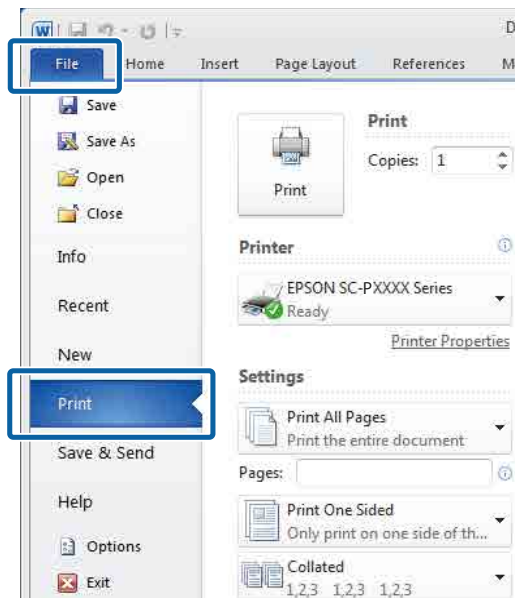 W
D
File Home Insert Page Layout References M
Save
Save As
Open
Close
Info
Recent
New
Print
Save & Send
Help
Options
Exit
Print
Print
Copies: 1
Printer
EPSON SC-PXXXX Series
Ready
Printer Properties
Settings
Print All Pages
Print the entire document
Pages:
Print One Sided
Only print on one side of th...
Collated
1,2,3 1,2,3 1,2,3